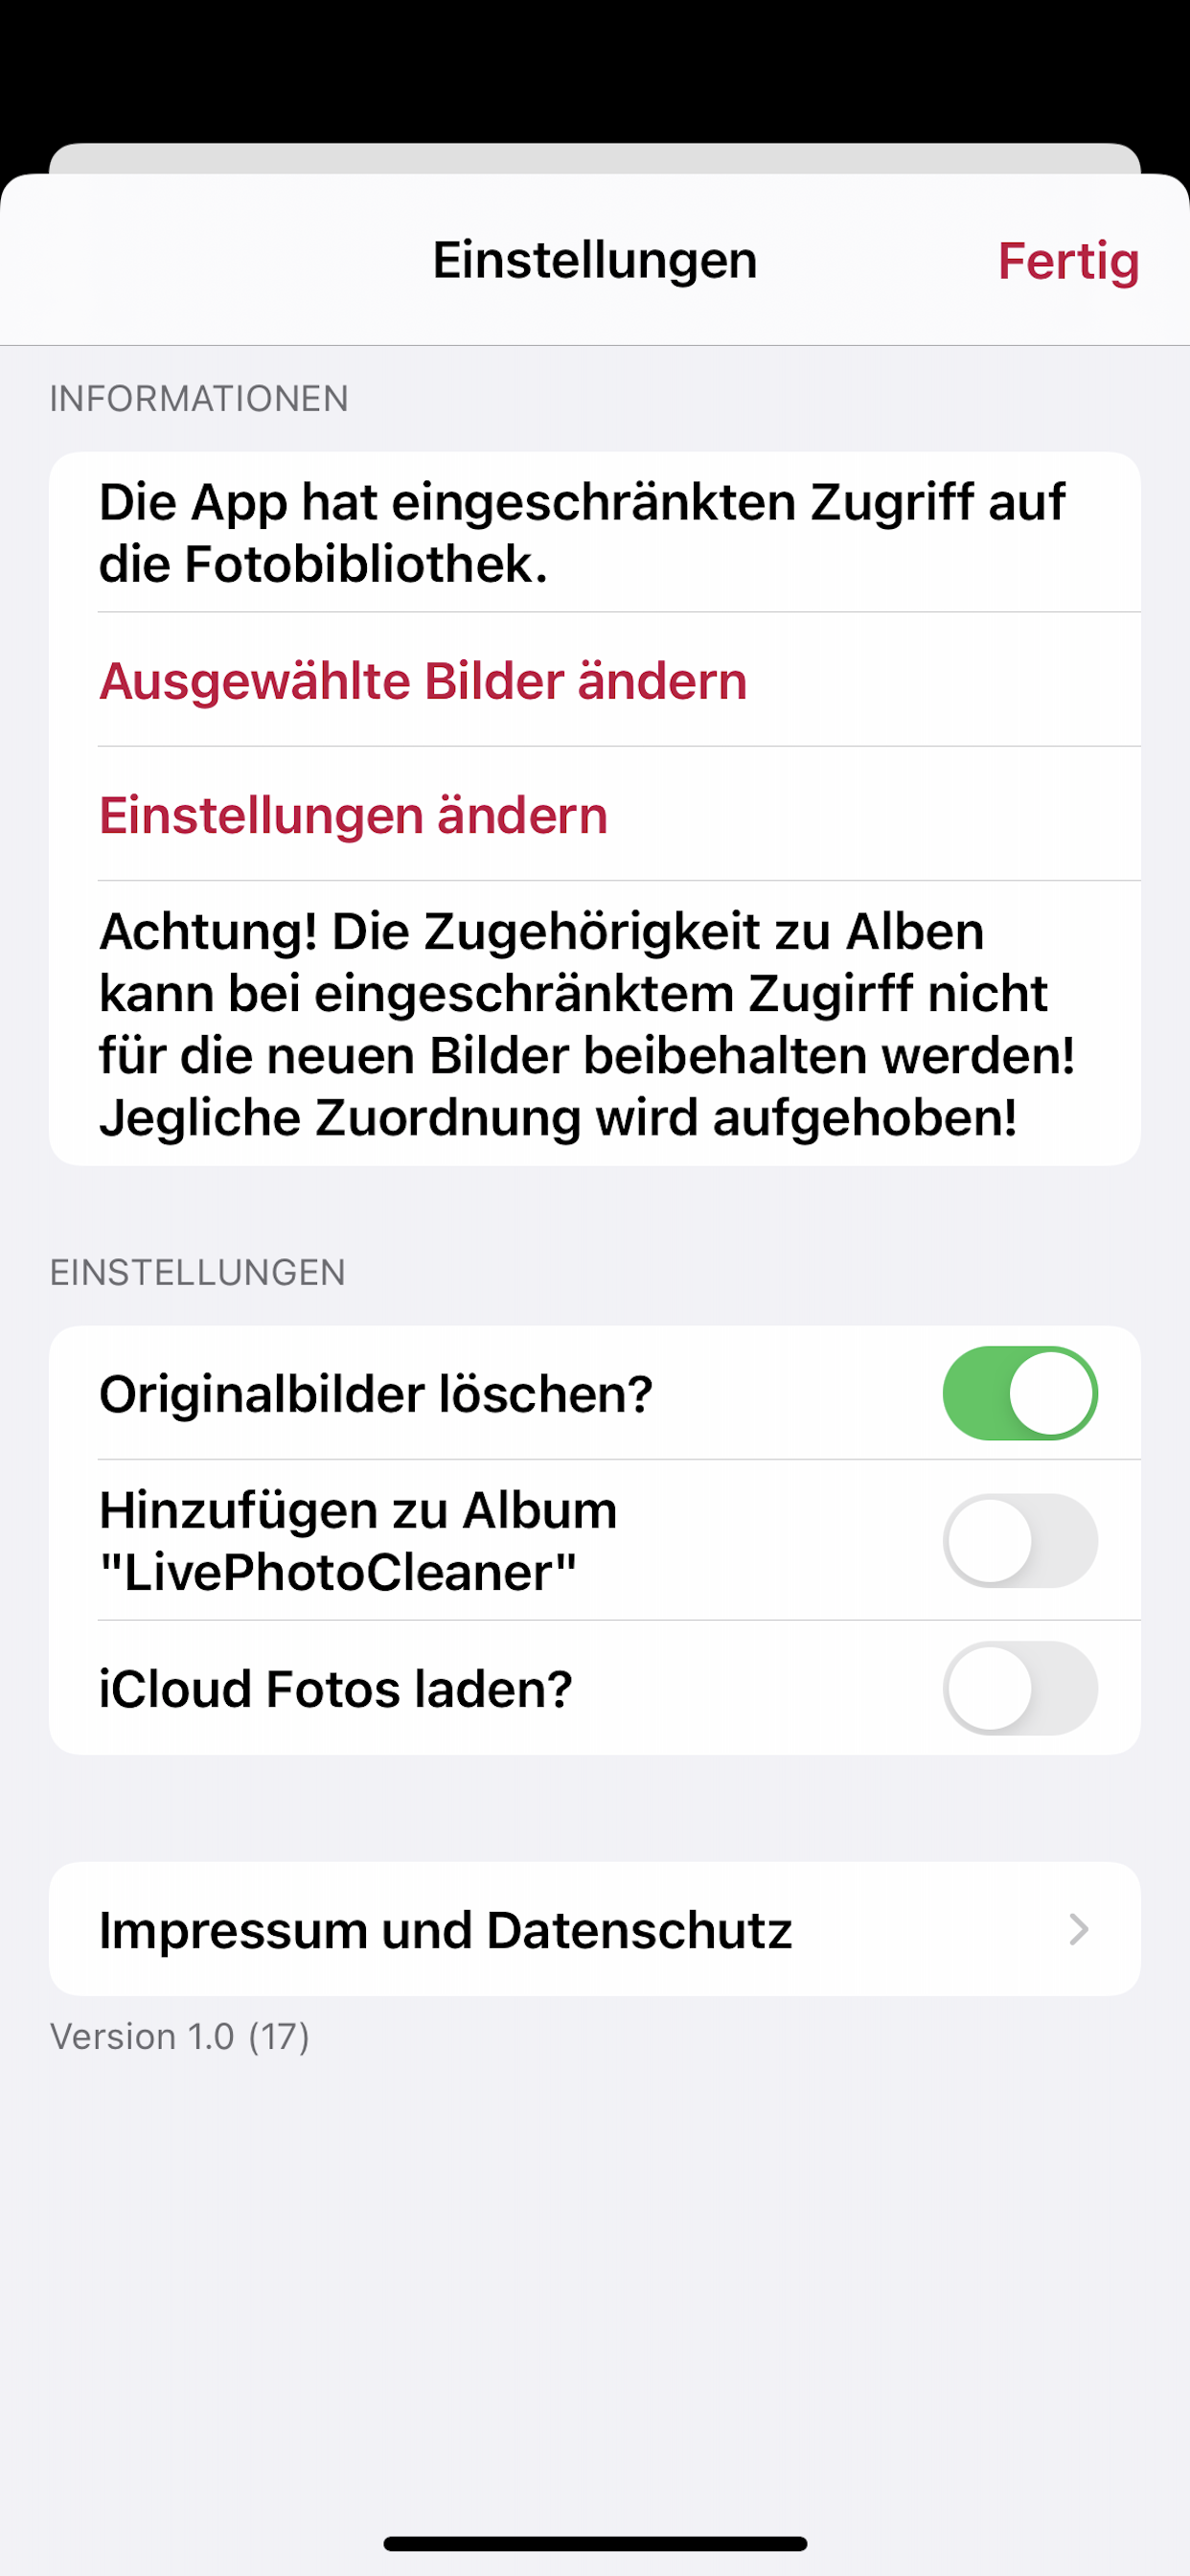 Einstellungen
Fertig
INFORMATIONEN
Die App hat eingeschränkten Zugriff auf
die Fotobibliothek.
Ausgewählte Bilder ändern
Einstellungen ändern
Achtung! Die Zugehörigkeit zu Alben
kann bei eingeschränktem Zugirff nicht
für die neuen Bilder beibehalten werden!
Jegliche Zuordnung wird aufgehoben!
EINSTELLUNGEN
Originalbilder löschen?
Hinzufügen zu Album
"LivePhotoCleaner"
iCloud Fotos laden?
Impressum und Datenschutz
Version 1.0 (17)